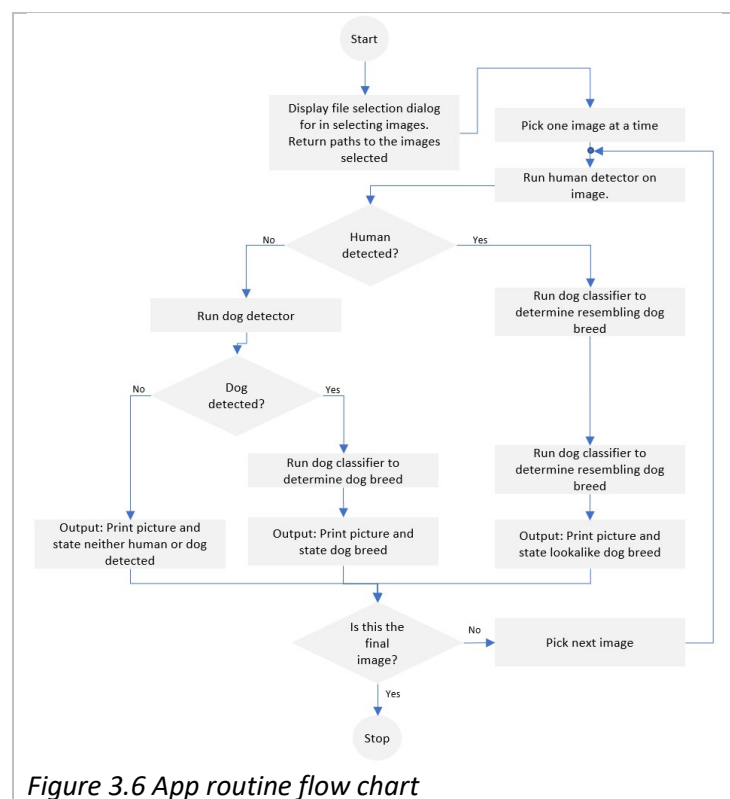 Start
Display file selection dialog
for in selecting images.
Return paths to the images
selected
Pick one image at a time
Run human detector on
image.
Human
detected?
No
Yes
Run dog detector
Run dog classifier to
determine resembling dog
breed
Dog
detected?
No
Yes
Run dog classifier to
determine dog breed
Run dog classifier to
determine resembling dog
breed
Output: Print picture and
state neither human or dog
detected
Output: Print picture and
state dog breed
Output: Print picture and
state lookalike dog breed
Is this the
final
image?
No
Pick next image
Yes
Stop
Figure 3.6 App routine flow chart